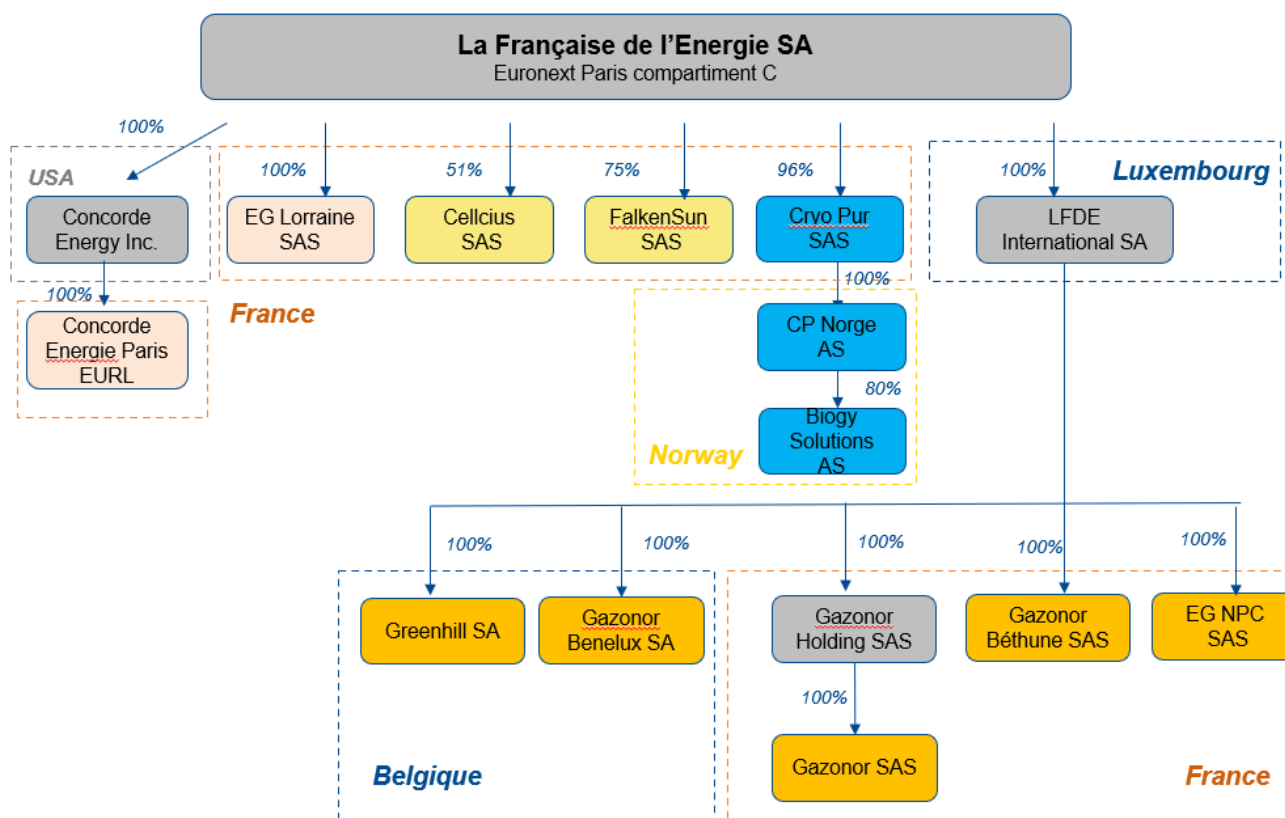 La Française de l’Energie SA
Euronext Paris compartiment C
100%
USA
Concorde
Energy Inc.
100%
Concorde
Energie Paris
EURL
100%
EG Lorraine
SAS
51%
Cellcius
SAS
75%
FalkenSun
SAS
96%
Cryo Pur
SAS
France
100%
CP Norge
AS
80%
Biogy
Solutions
AS
Norway
100%
Luxembourg
LFDE
International SA
100%
Greenhill SA
100%
Gazonor
Benelux SA
Belgique
100%
Gazonor
Holding SAS
100%
Gazonor SAS
100%
Gazonor
Béthune SAS
100%
EG NPC
SAS
France